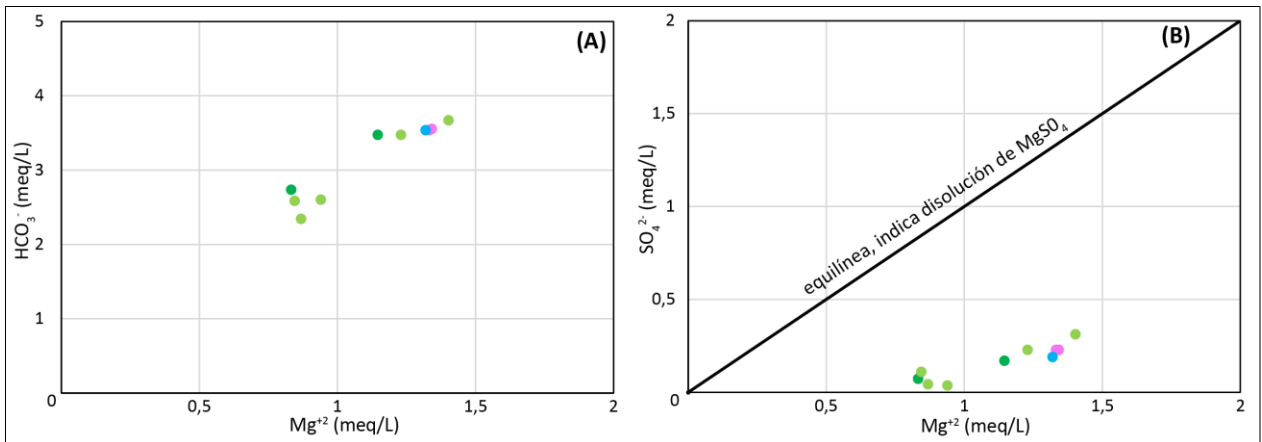 (A)
5
4
3
2
1
0
0,5
1
1,5
2
HCO₃⁻ (meq/L)
Mg⁺² (meq/L)
(B)
2
1,5
1
0,5
0
0,5
1
1,5
2
SO₄²⁻ (meq/L)
Mg⁺² (meq/L)
equilínea, indica disolución de MgS0₄